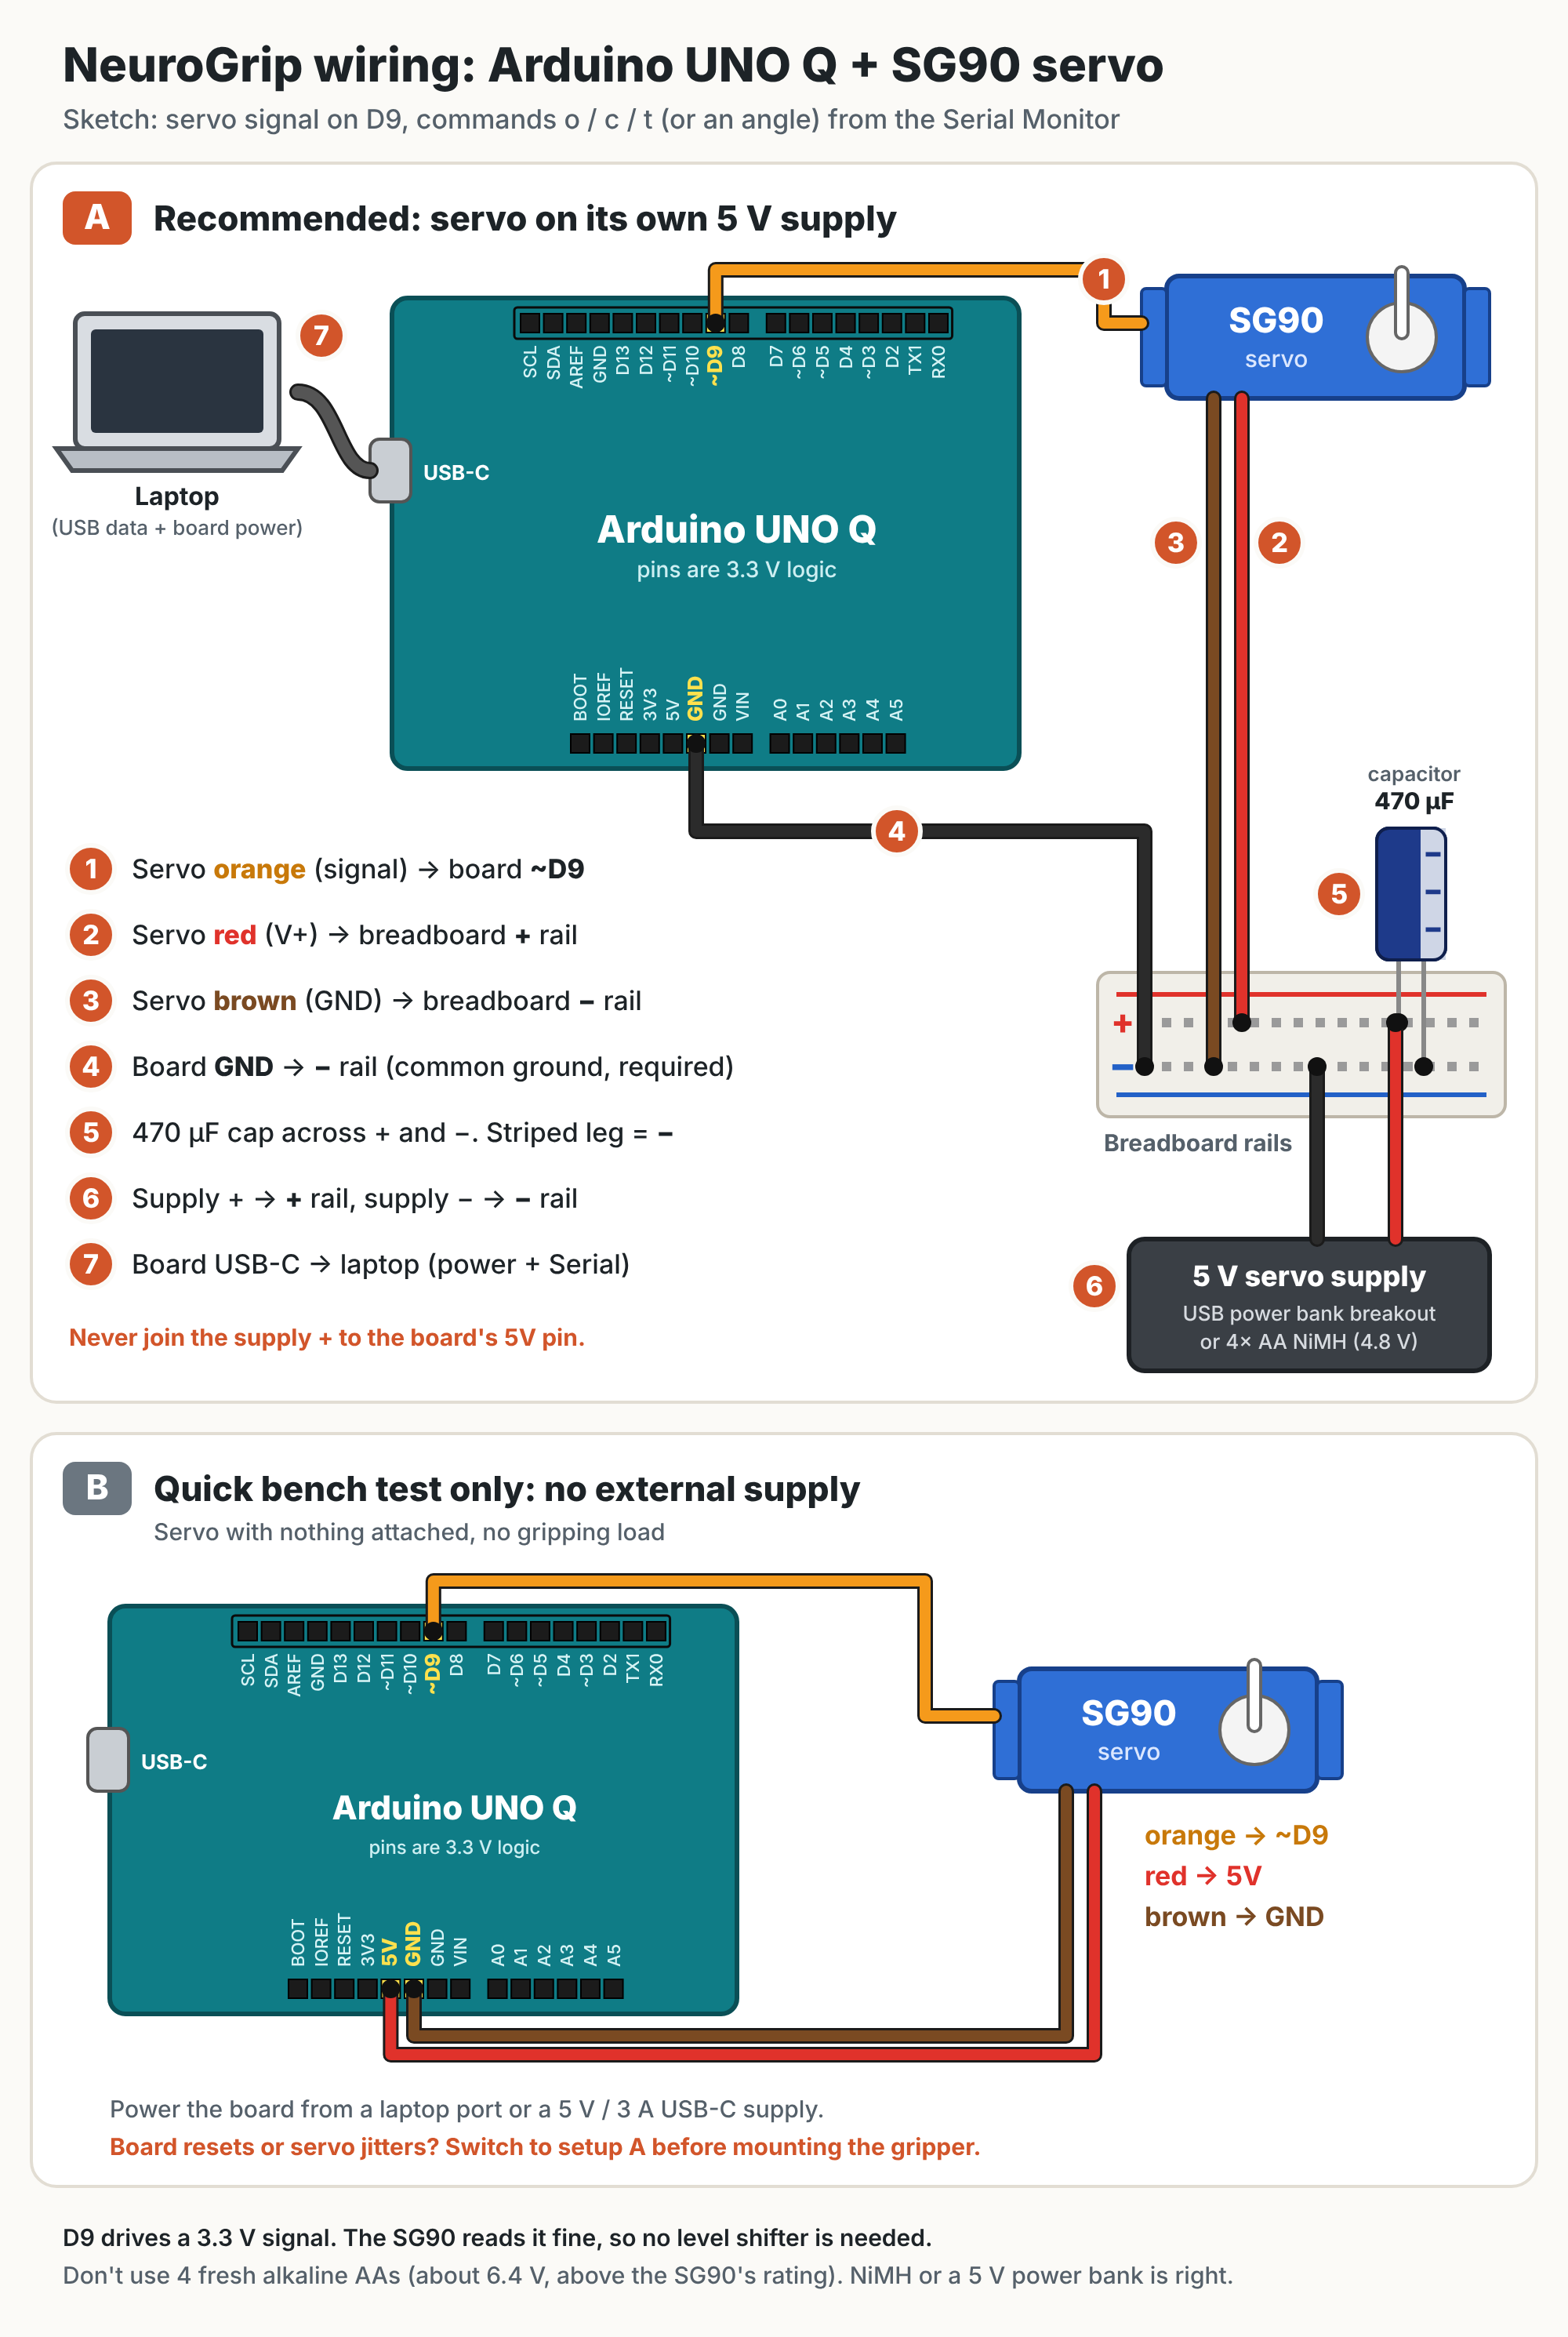 NeuroGrip wiring: Arduino UNO Q + SG90 servo
Sketch: servo signal on D9, commands o / c / t (or an angle) from the Serial Monitor
A
Recommended: servo on its own 5 V supply
1
SG90
servo
7
SCL SDA AREF GND D13 D12 ~D11 ~D10 ~D9 D8 D7 ~D6 ~D5 D4 ~D3 D2 TX1 RX0
USB-C
Laptop
(USB data + board power)
Arduino UNO Q
pins are 3.3 V logic
3
2
BOOT IOREF RESET 3V3 5V GND GND VIN A0 A1 A2 A3 A4 A5
capacitor
470 µF
4
5
1 Servo orange (signal) → board ~D9
2 Servo red (V+) → breadboard + rail
3 Servo brown (GND) → breadboard – rail
4 Board GND → – rail (common ground, required)
5 470 µF cap across + and −. Striped leg = –
6 Supply + → + rail, supply − → – rail
7 Board USB-C → laptop (power + Serial)
Never join the supply + to the board's 5V pin.
+
−
Breadboard rails
6
5 V servo supply
USB power bank breakout
or 4× AA NiMH (4.8 V)
B
Quick bench test only: no external supply
Servo with nothing attached, no gripping load
SCL SDA AREF GND D13 D12 ~D11 ~D10 ~D9 D8 D7 ~D6 ~D5 D4 ~D3 D2 TX1 RX0
USB-C
Arduino UNO Q
pins are 3.3 V logic
SG90
servo
orange → ~D9
red → 5V
brown → GND
BOOT IOREF RESET 3V3 5V GND GND VIN A0 A1 A2 A3 A4 A5
Power the board from a laptop port or a 5 V / 3 A USB-C supply.
Board resets or servo jitters? Switch to setup A before mounting the gripper.
D9 drives a 3.3 V signal. The SG90 reads it fine, so no level shifter is needed.
Don't use 4 fresh alkaline AAs (about 6.4 V, above the SG90's rating). NiMH or a 5 V power bank is right.